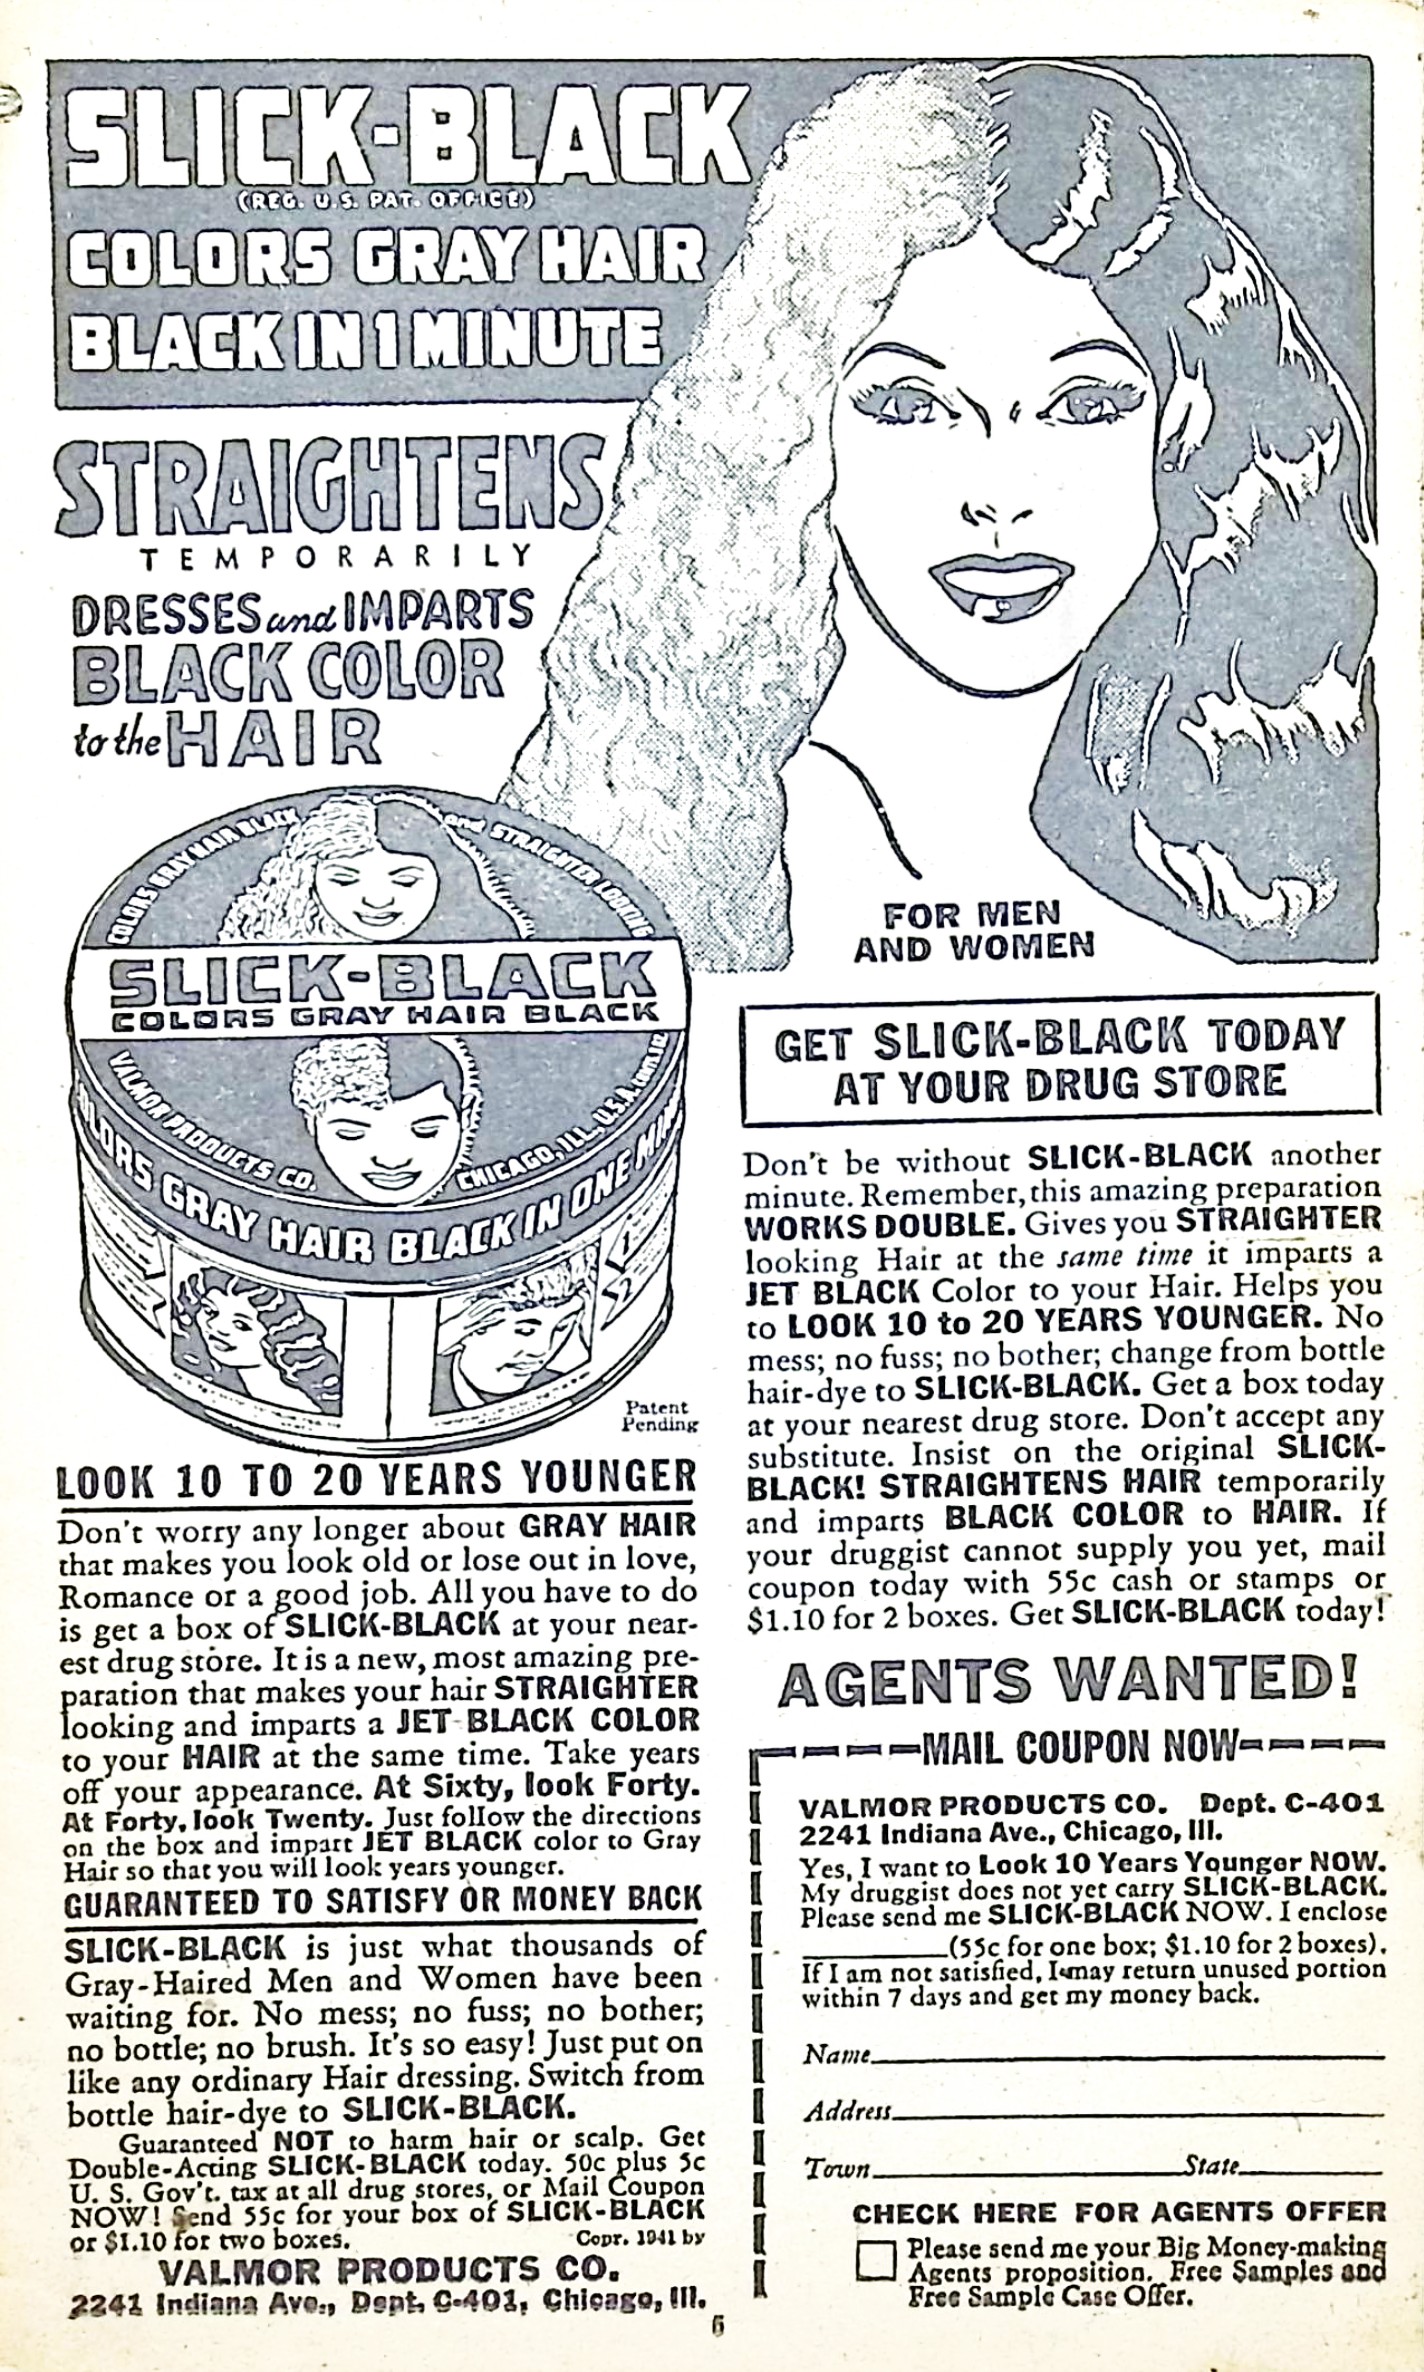 SLICK-BLACK
(REG. U.S. PAT. OFFICE)
COLORS GRAY HAIR
BLACK IN 1 MINUTE
STRAIGHTENS
TEMPORARILY
DRESSES and IMPARTS
BLACK COLOR
to the HAIR
COLORS GRAY HAIR BLACK and STRAIGHTER LOOKING
SLICK-BLACK
COLORS GRAY HAIR BLACK
VALMOR PRODUCTS CO. CHICAGO, ILL., U.S.A.
GRAY HAIR BLACK IN ONE
Patent
Pending
LOOK 10 TO 20 YEARS YOUNGER
Don't worry any longer about GRAY HAIR
that makes you look old or lose out in love,
Romance or a good job. All you have to do
is get a box of SLICK-BLACK at your near-
est drug store. It is a new, most amazing pre-
paration that makes your hair STRAIGHTER
looking and imparts a JET BLACK COLOR
to your HAIR at the same time. Take years
off your appearance. At Sixty, look Forty.
At Forty, look Twenty. Just follow the directions
on the box and impart JET BLACK color to Gray
Hair so that you will look years younger.
GUARANTEED TO SATISFY OR MONEY BACK
SLICK-BLACK is just what thousands of
Gray-Haired Men and Women have been
waiting for. No mess; no fuss; no bother;
no bottle; no brush. It's so easy! Just put on
like any ordinary Hair dressing. Switch from
bottle hair-dye to SLICK-BLACK.
Guaranteed NOT to harm hair or scalp. Get
Double-Acting SLICK-BLACK today. 50c plus 5c
U. S. Gov't. tax at all drug stores, or Mail Coupon
NOW! Send 55c for your box of SLICK-BLACK
or $1.10 for two boxes. Copr. 1941 by
VALMOR PRODUCTS CO.
2241 Indiana Ave., Dept. C-401, Chicago, Ill.
FOR MEN
AND WOMEN
GET SLICK-BLACK TODAY
AT YOUR DRUG STORE
Don't be without SLICK-BLACK another
minute. Remember, this amazing preparation
WORKS DOUBLE. Gives you STRAIGHTER
looking Hair at the same time it imparts a
JET BLACK Color to your Hair. Helps you
to LOOK 10 to 20 YEARS YOUNGER. No
mess; no fuss; no bother; change from bottle
hair-dye to SLICK-BLACK. Get a box today
at your nearest drug store. Don't accept any
substitute. Insist on the original SLICK-
BLACK! STRAIGHTENS HAIR temporarily
and imparts BLACK COLOR to HAIR. If
your druggist cannot supply you yet, mail
coupon today with 55c cash or stamps or
$1.10 for 2 boxes. Get SLICK-BLACK today!
AGENTS WANTED!
MAIL COUPON NOW
VALMOR PRODUCTS CO. Dept. C-401
2241 Indiana Ave., Chicago, Ill.
Yes, I want to Look 10 Years Younger NOW.
My druggist does not yet carry SLICK-BLACK.
Please send me SLICK-BLACK NOW. I enclose
(55c for one box; $1.10 for 2 boxes).
If I am not satisfied, I may return unused portion
within 7 days and get my money back.
Name
Address
Town State
CHECK HERE FOR AGENTS OFFER
Please send me your Big Money-making
Agents proposition. Free Samples and
Free Sample Case Offer.
6